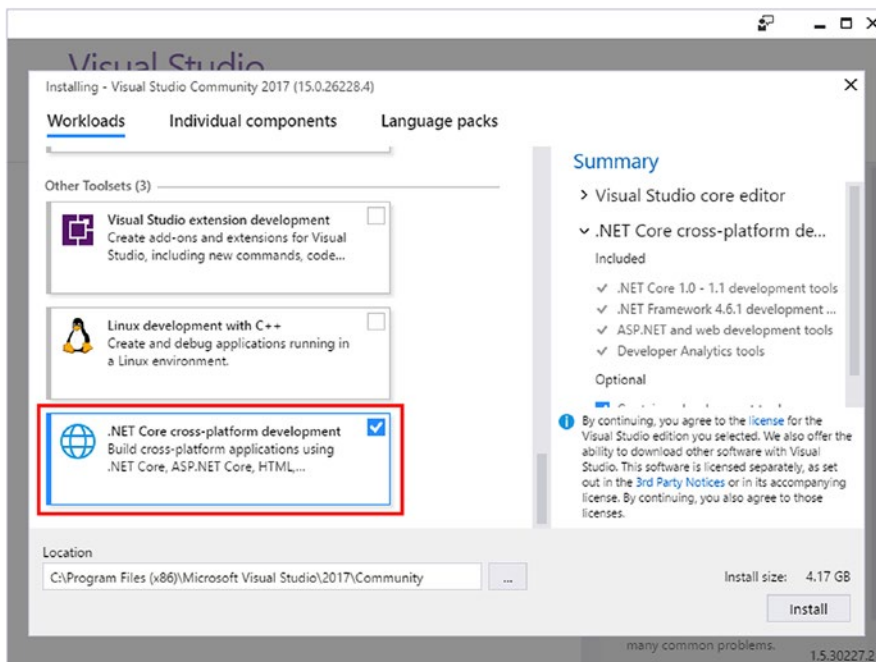 Visual Studio
Installing - Visual Studio Community 2017 (15.0.26228.4)
Workloads
Individual components
Language packs
Other Toolsets (3)
Visual Studio extension development
Create add-ons and extensions for Visual
Studio, including new commands, code...
Linux development with C++
Create and debug applications running in
a Linux environment.
.NET Core cross-platform development
Build cross-platform applications using
.NET Core, ASP.NET Core, HTML,...
Summary
Visual Studio core editor
.NET Core cross-platform de...
Included
.NET Core 1.0 - 1.1 development tools
.NET Framework 4.6.1 development ...
ASP.NET and web development tools
Developer Analytics tools
Optional
By continuing, you agree to the license for the
Visual Studio edition you selected. We also offer the
ability to download other software with Visual
Studio. This software is licensed separately, as set
out in the 3rd Party Notices or in its accompanying
license. By continuing, you also agree to those
licenses.
Location
C:\Program Files (x86)\Microsoft Visual Studio\2017\Community
...
Install size: 4.17 GB
Install
many common problems.
1.5.30227.2